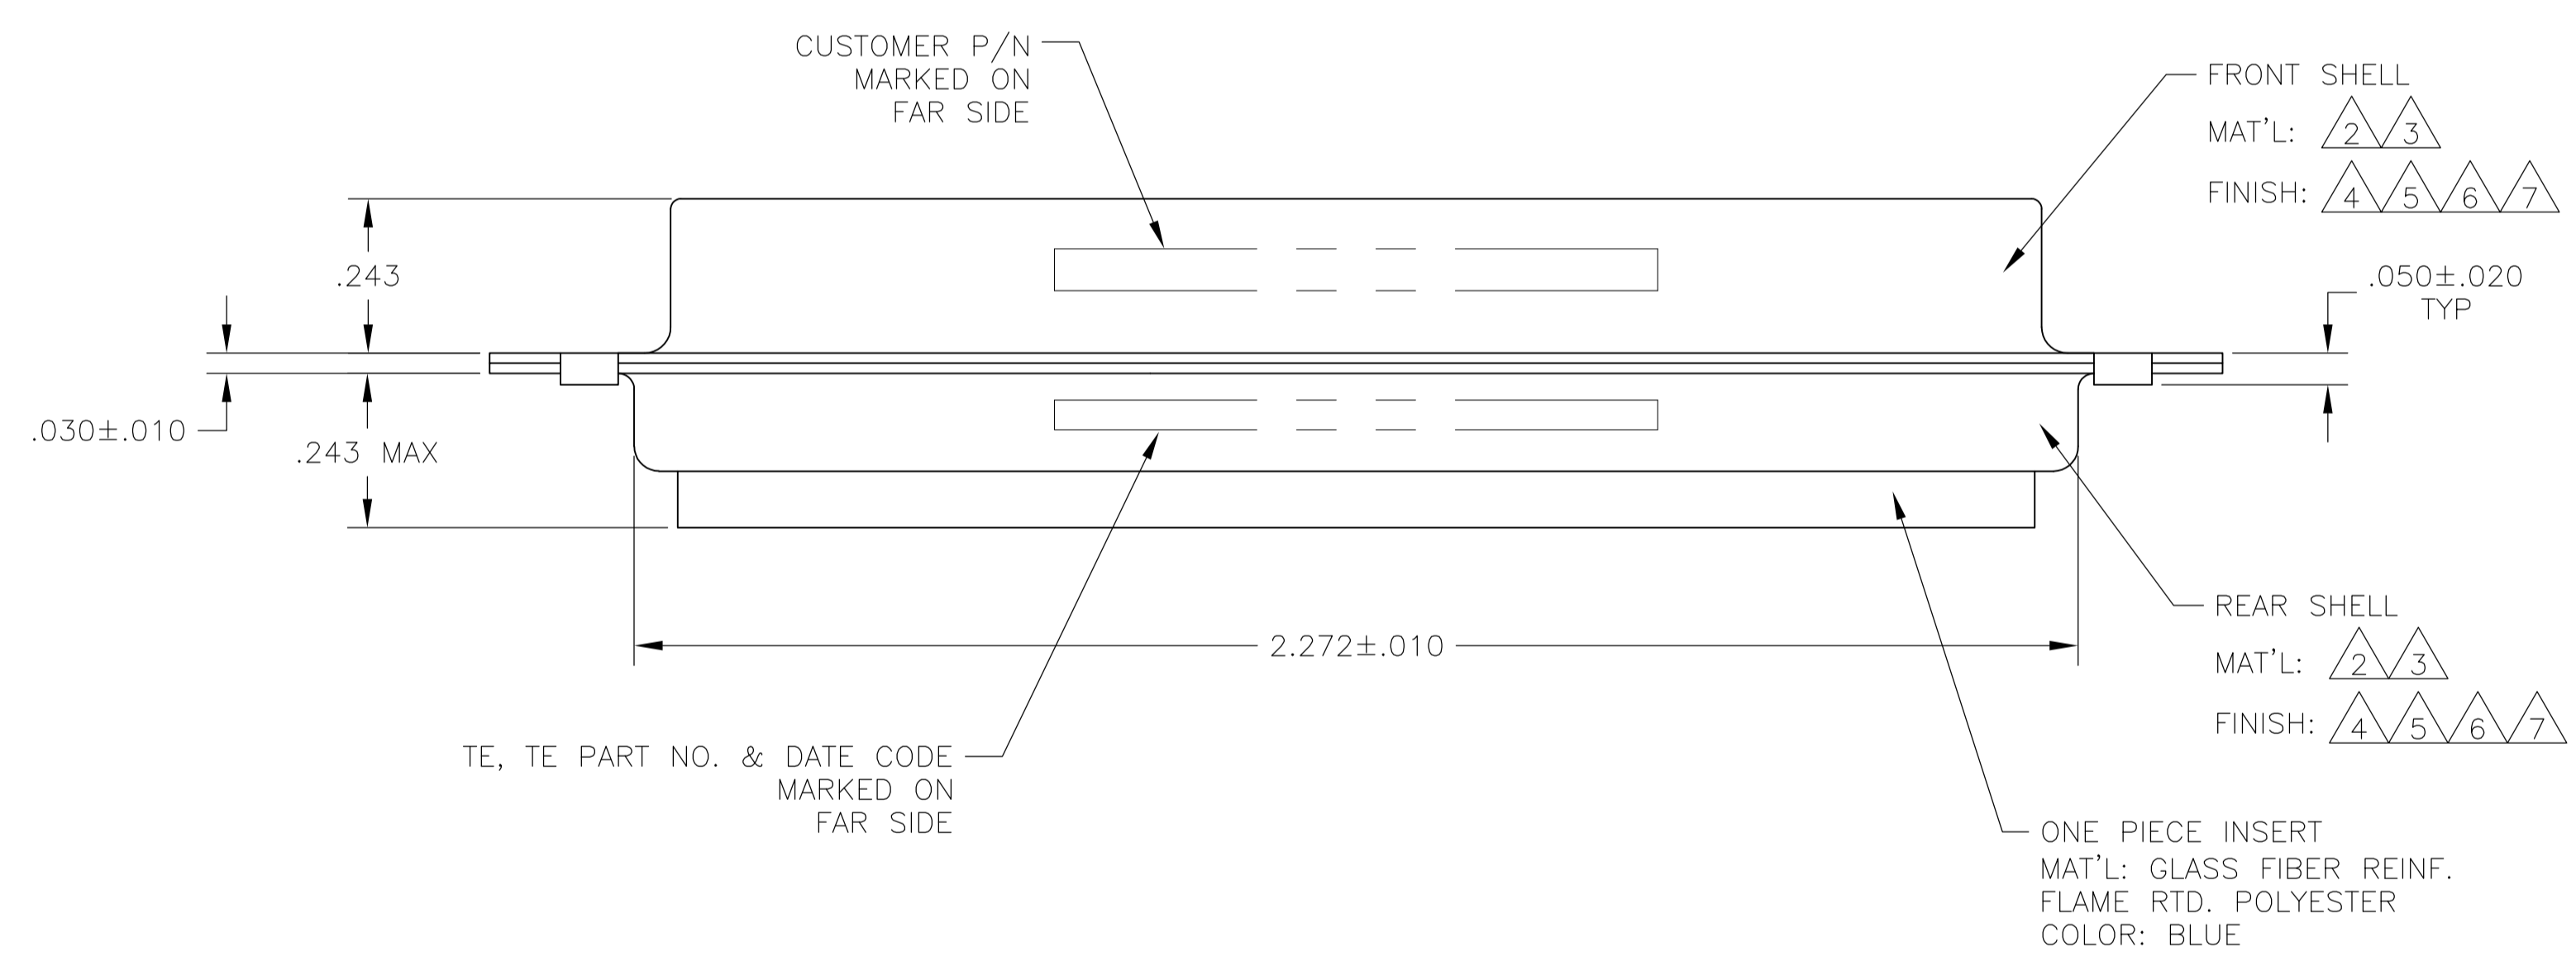 CUSTOMER P/N
MARKED ON
FAR SIDE
FRONT SHELL
MAT'L: 2 3
FINISH: 4 5 6 7
.243
.050±.020
TYP
.030±.010
.243 MAX
2.272±.010
REAR SHELL
MAT'L: 2 3
FINISH: 4 5 6 7
TE, TE PART NO. & DATE CODE
MARKED ON
FAR SIDE
ONE PIECE INSERT
MAT'L: GLASS FIBER REINF.
FLAME RTD. POLYESTER
COLOR: BLUE